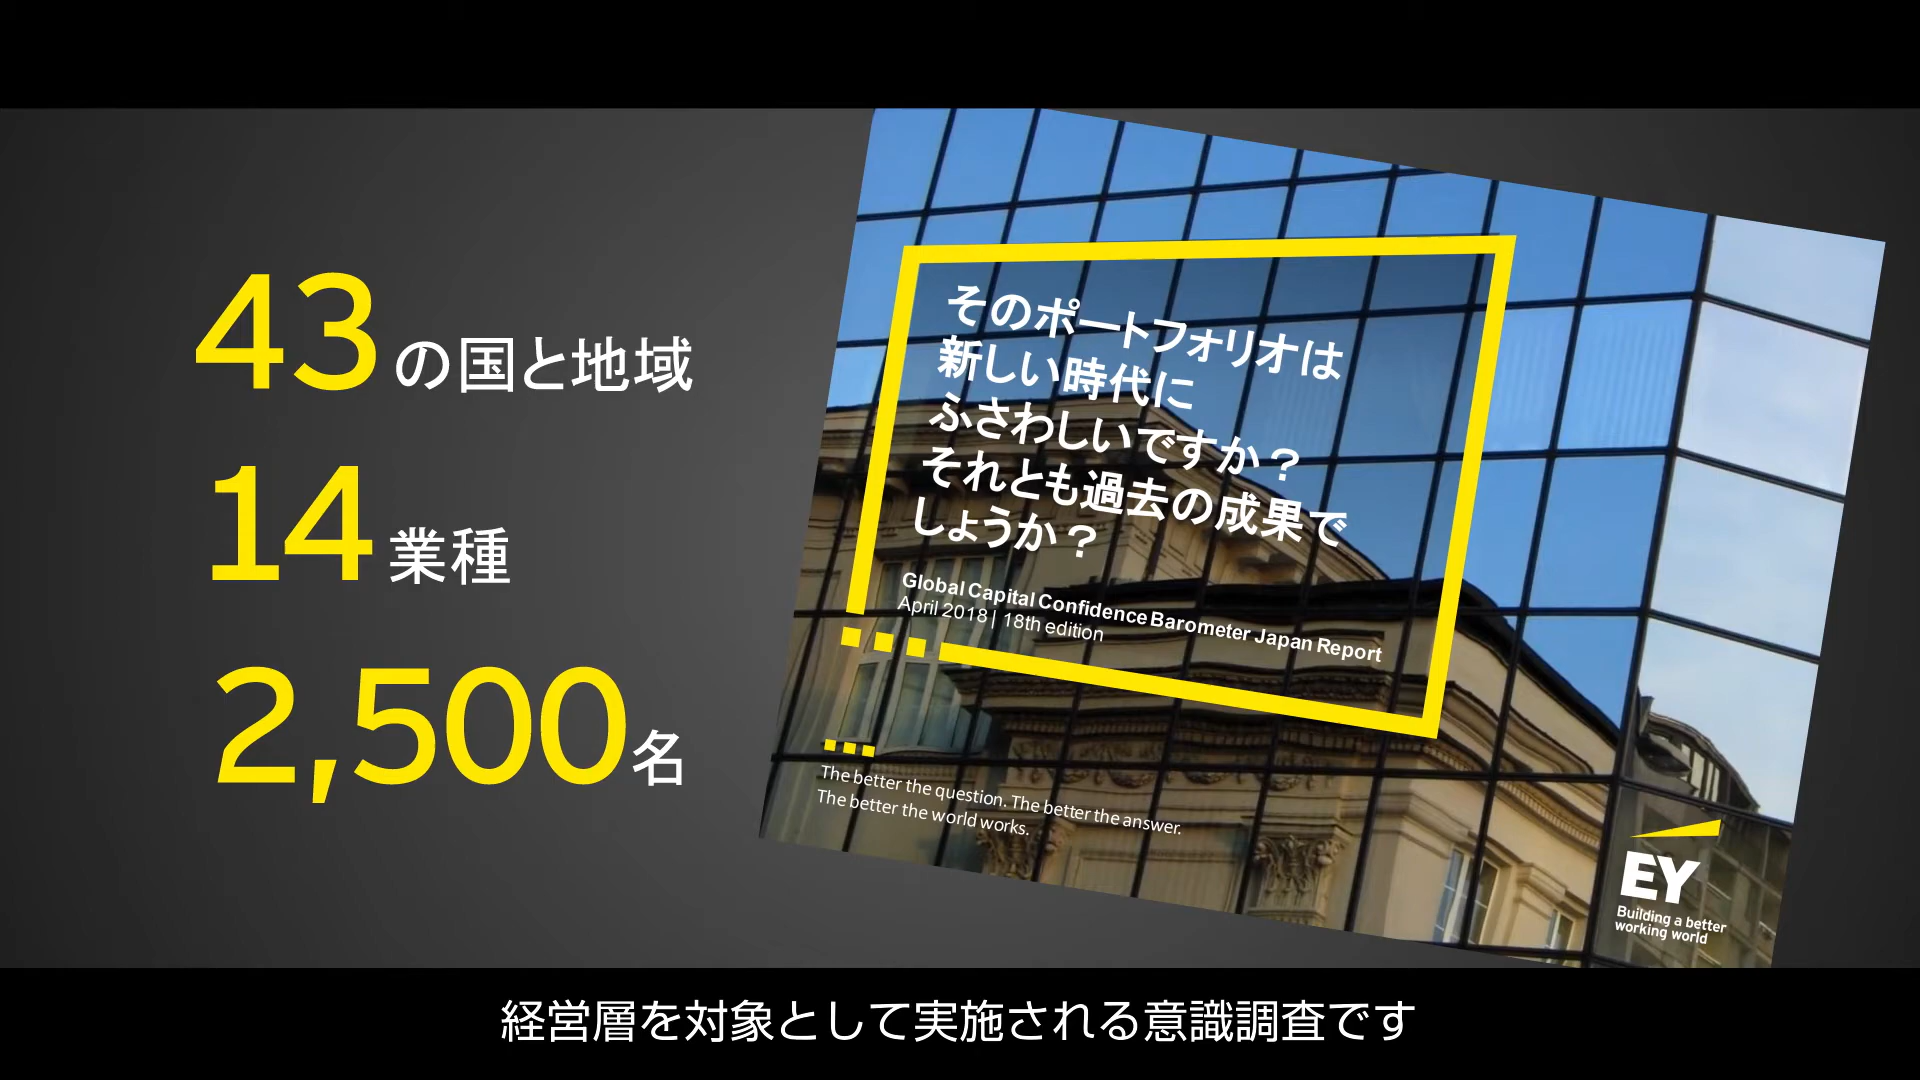 43の国と地域
14業種
2,500名
そのポートフォリオは
新しい時代に
ふさわしいですか？
それとも過去の成果で
しょうか？
Global Capital Confidence Barometer Japan Report
April 2018 | 18th edition
The better the question. The better the answer.
The better the world works.
EY
Building a better
working world
経営層を対象として実施される意識調査です